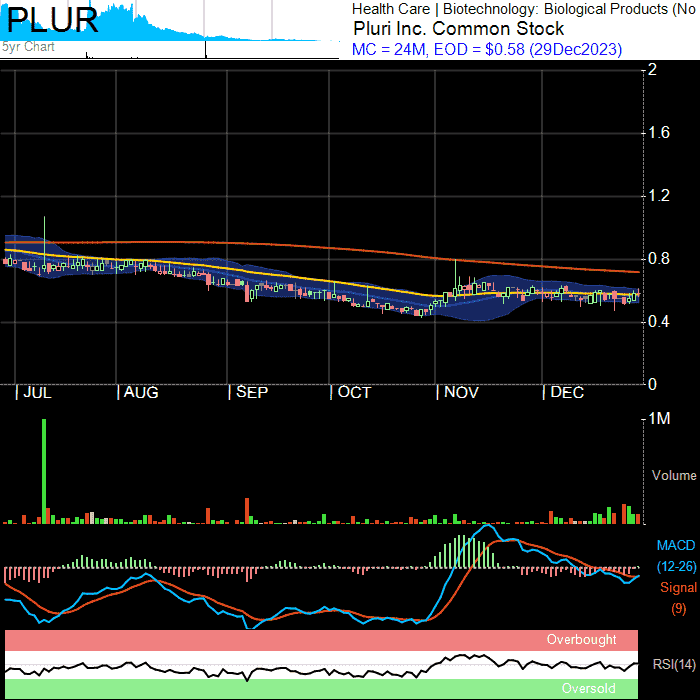 PLUR
5yr Chart
Health Care | Biotechnology: Biological Products (No
Pluri Inc. Common Stock
MC = 24M, EOD = $0.58 (29Dec2023)
2
1.6
1.2
0.8
0.4
0
JUL AUG SEP OCT NOV DEC
1M
Volume
MACD
(12-26)
Signal
(9)
Overbought
RSI(14)
Oversold